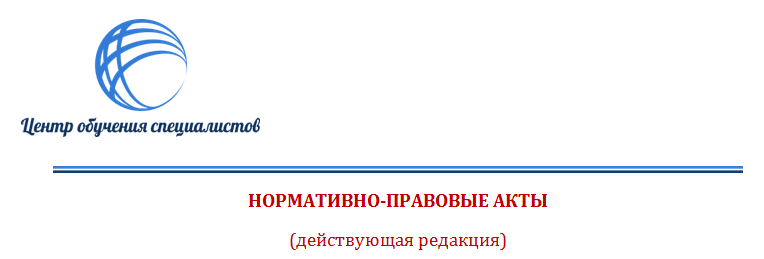 Центр обучения специалистов
НОРМАТИВНО-ПРАВОВЫЕ АКТЫ
(действующая редакция)